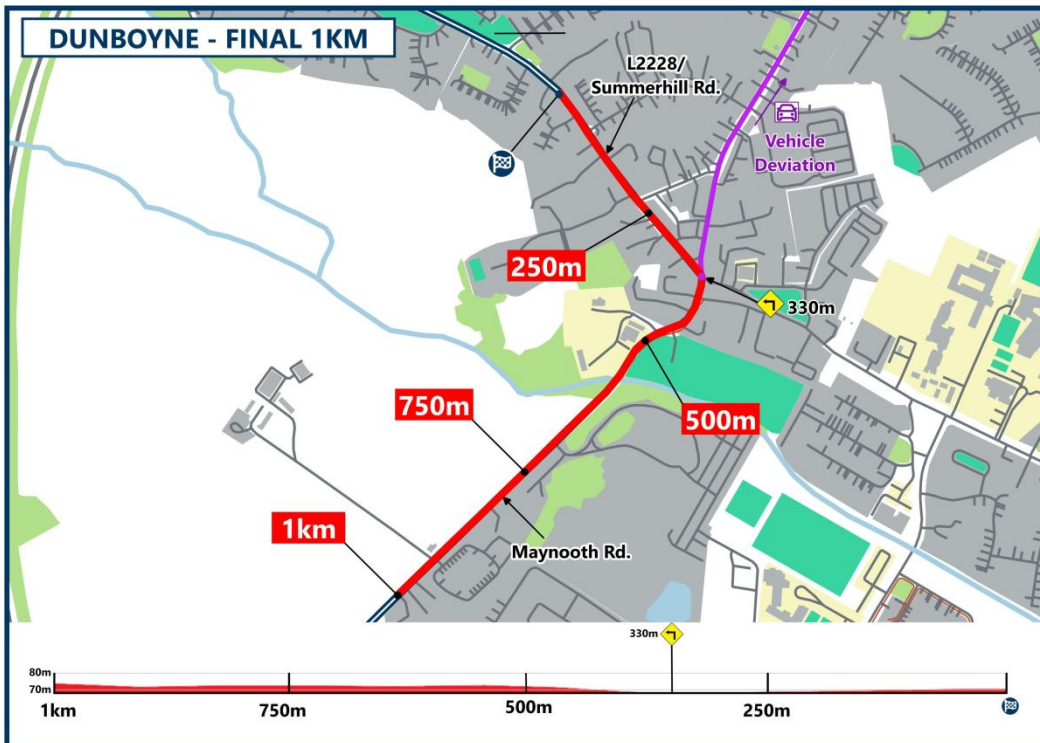 DUNBOYNE - FINAL 1KM
L2228/
Summerhill Rd.
Vehicle
Deviation
250m
330m
750m
500m
1km
Maynooth Rd.
330m
80m
70m
1km
750m
500m
250m